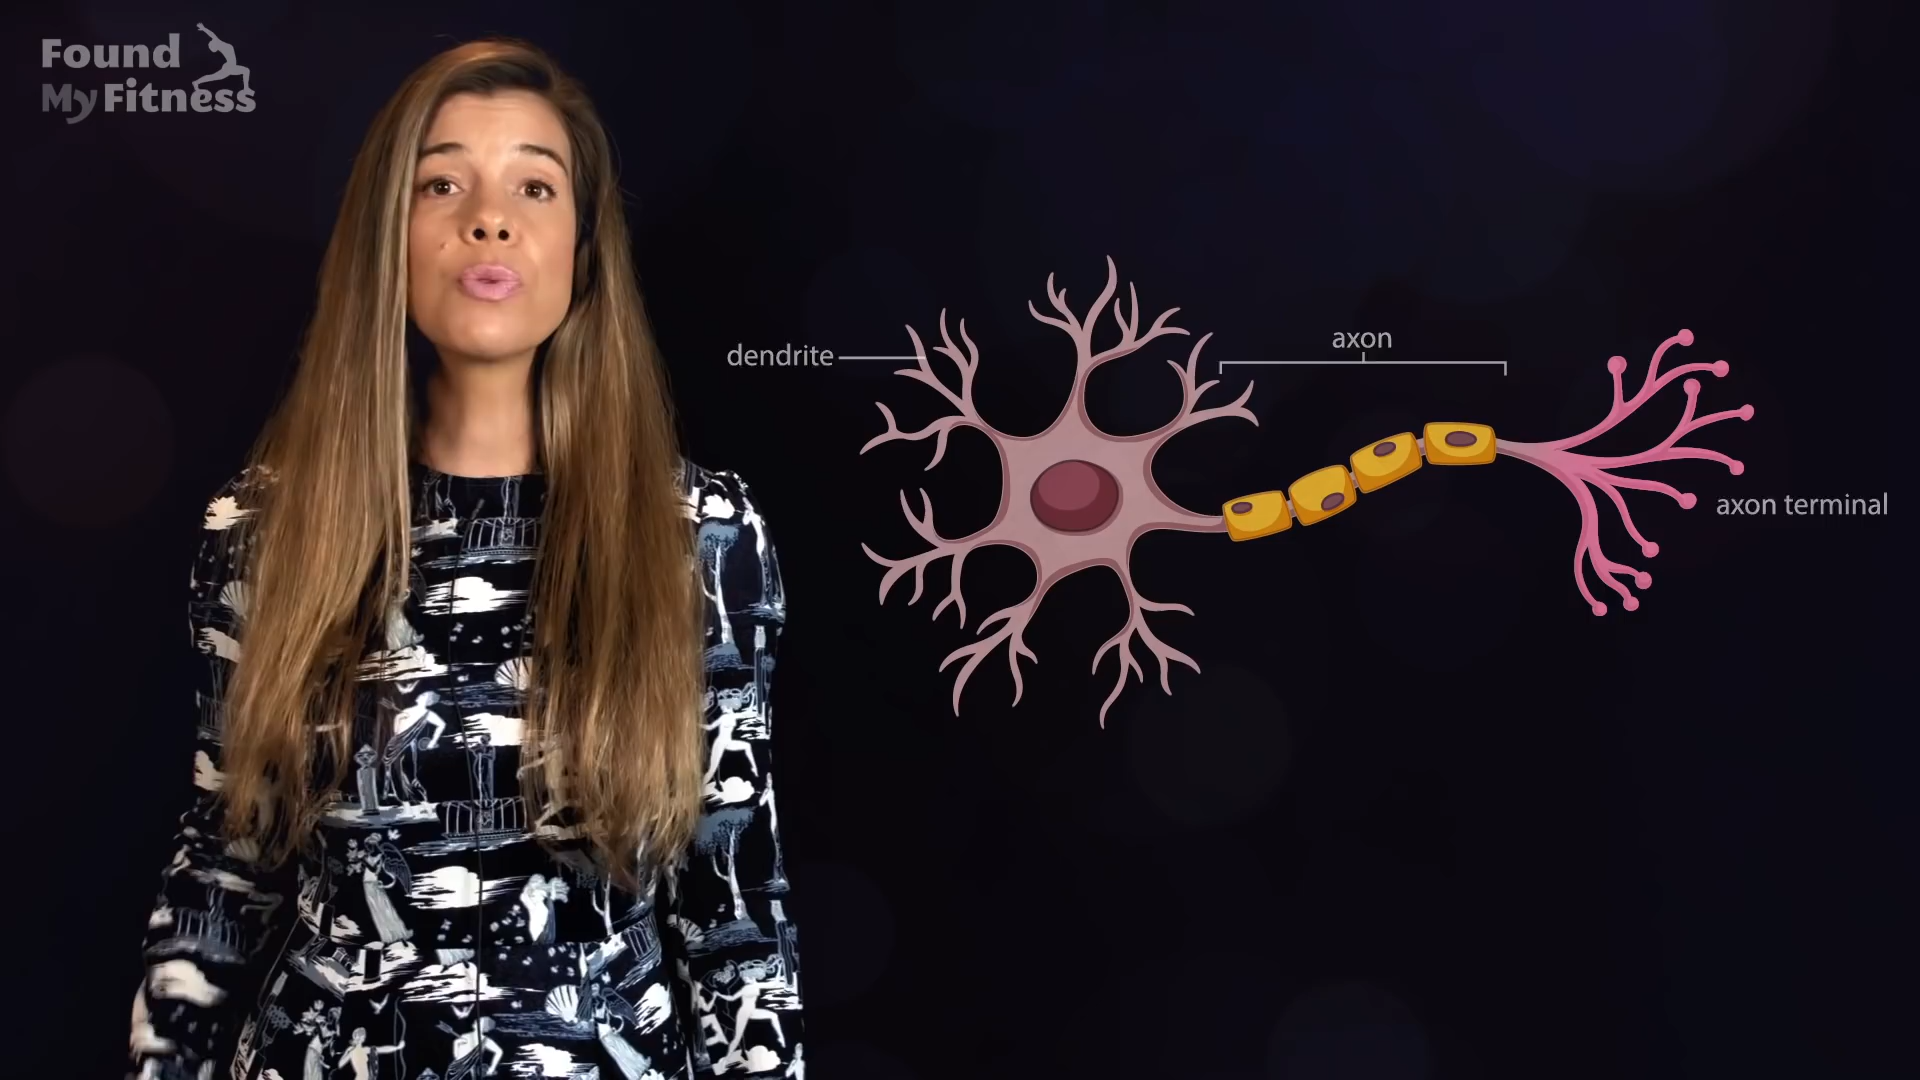 Found
My Fitness
dendrite
axon
axon terminal